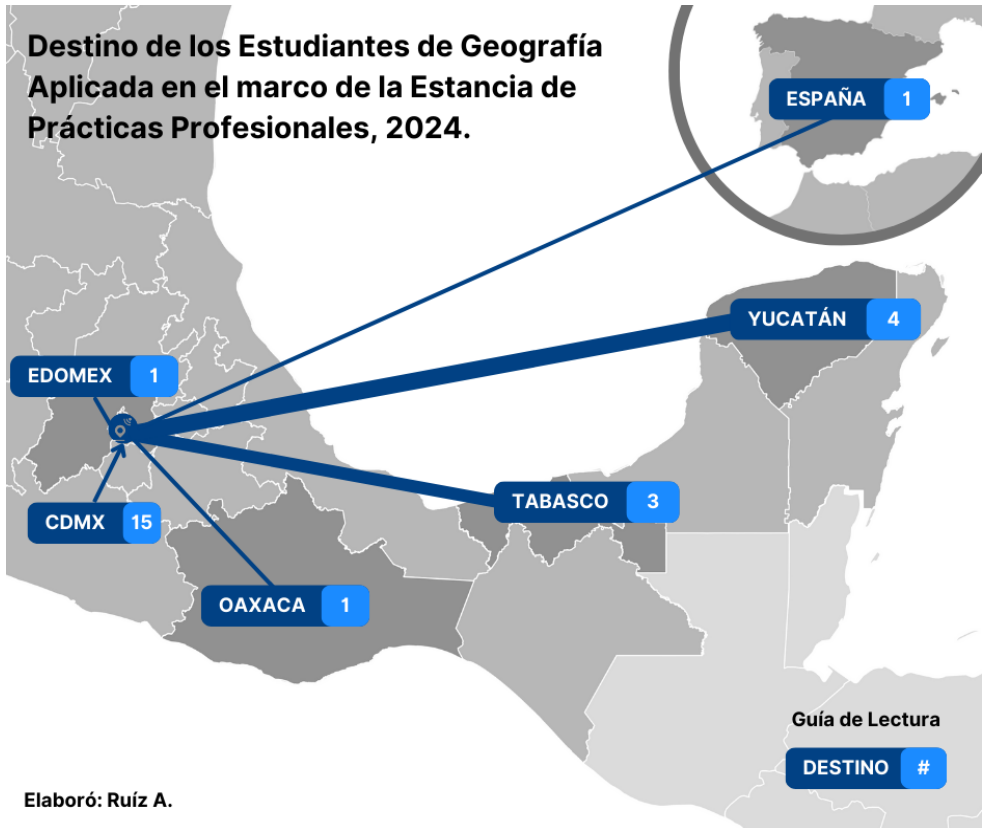 Destino de los Estudiantes de Geografía
Aplicada en el marco de la Estancia de
Prácticas Profesionales, 2024.
ESPAÑA 1
YUCATÁN 4
EDOMEX 1
TABASCO 3
CDMX 15
OAXACA 1
Guía de Lectura
DESTINO #
Elaboró: Ruíz A.